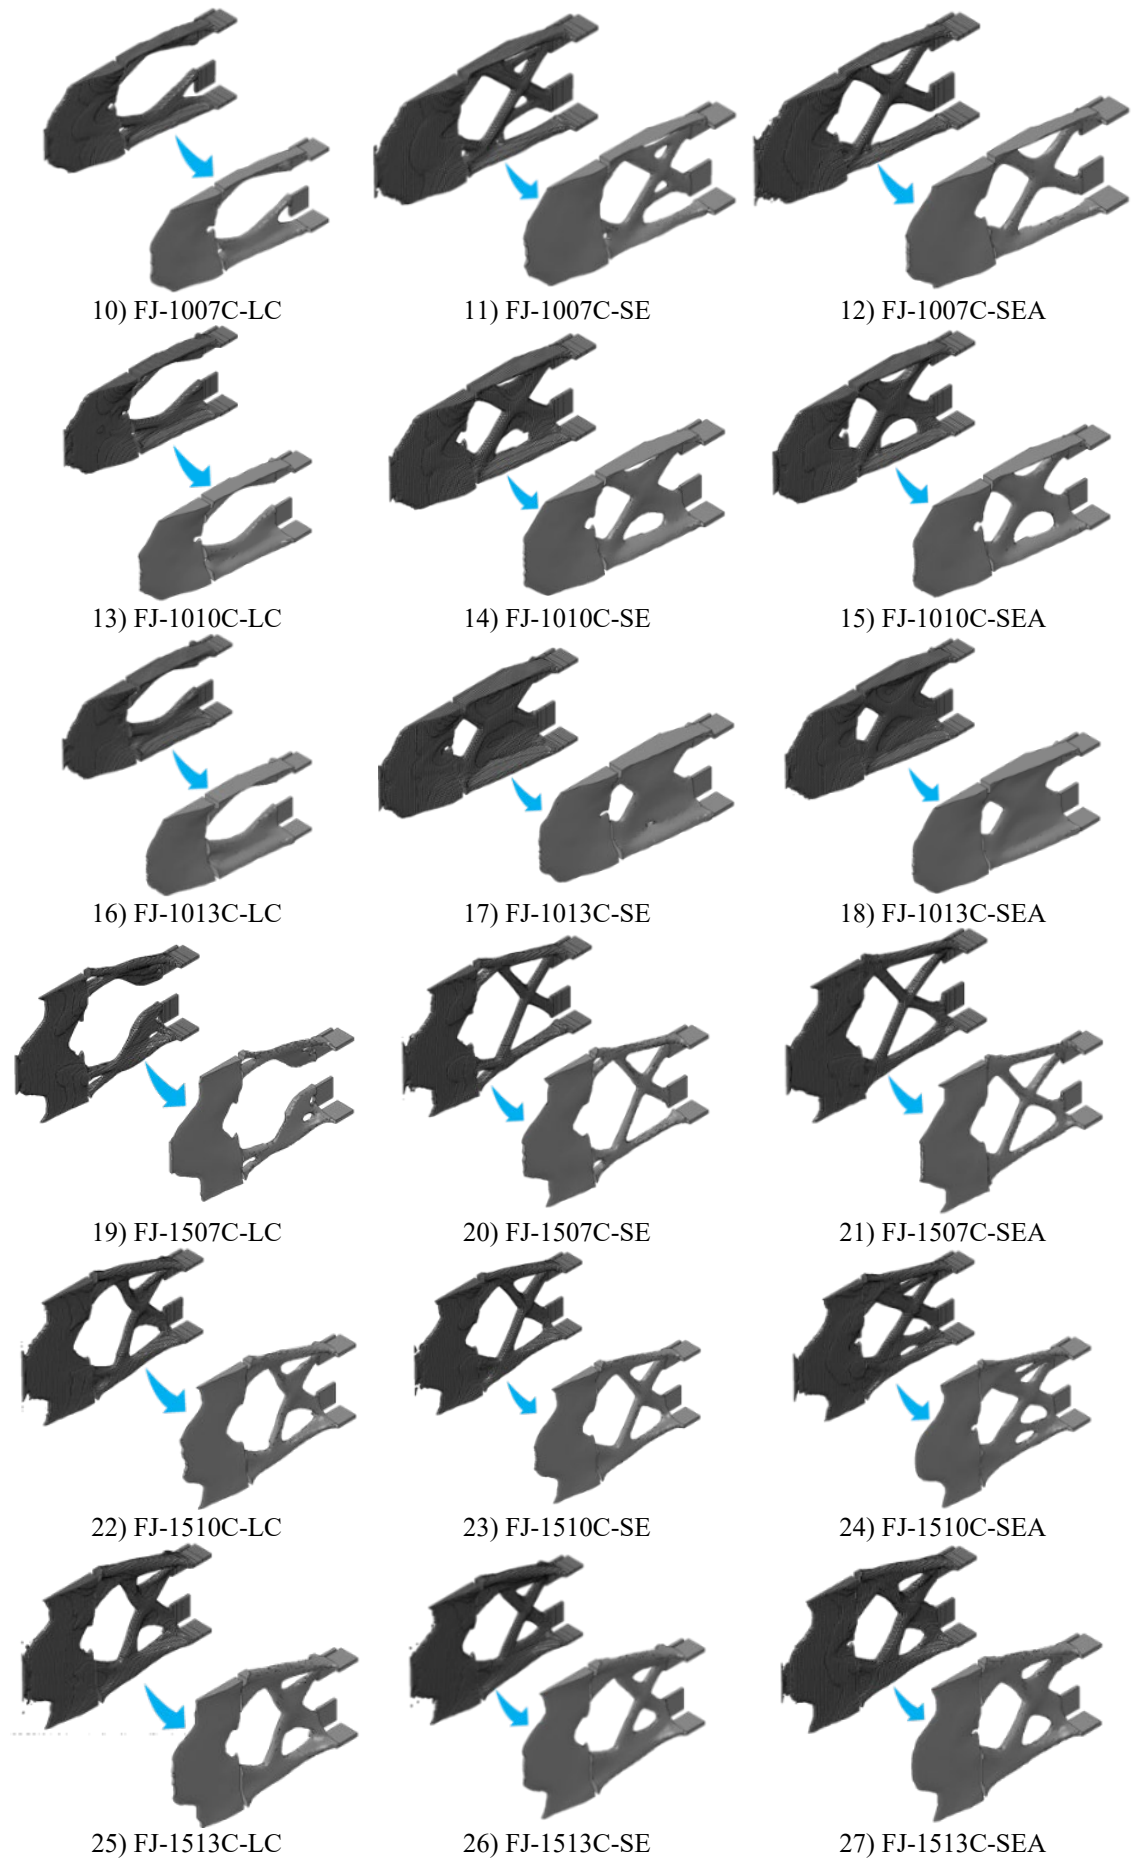 10) FJ-1007C-LC
11) FJ-1007C-SE
12) FJ-1007C-SEA
13) FJ-1010C-LC
14) FJ-1010C-SE
15) FJ-1010C-SEA
16) FJ-1013C-LC
17) FJ-1013C-SE
18) FJ-1013C-SEA
19) FJ-1507C-LC
20) FJ-1507C-SE
21) FJ-1507C-SEA
22) FJ-1510C-LC
23) FJ-1510C-SE
24) FJ-1510C-SEA
25) FJ-1513C-LC
26) FJ-1513C-SE
27) FJ-1513C-SEA